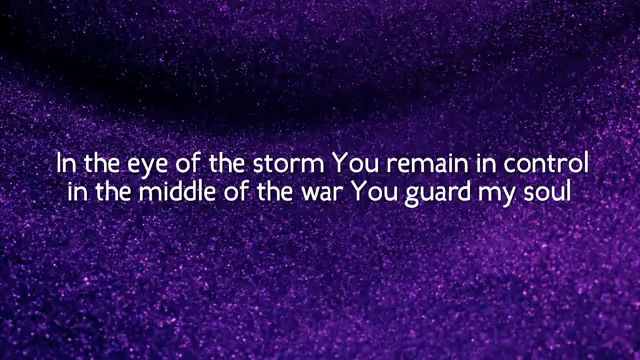 In the eye of the storm You remain in control
in the middle of the war You guard my soul